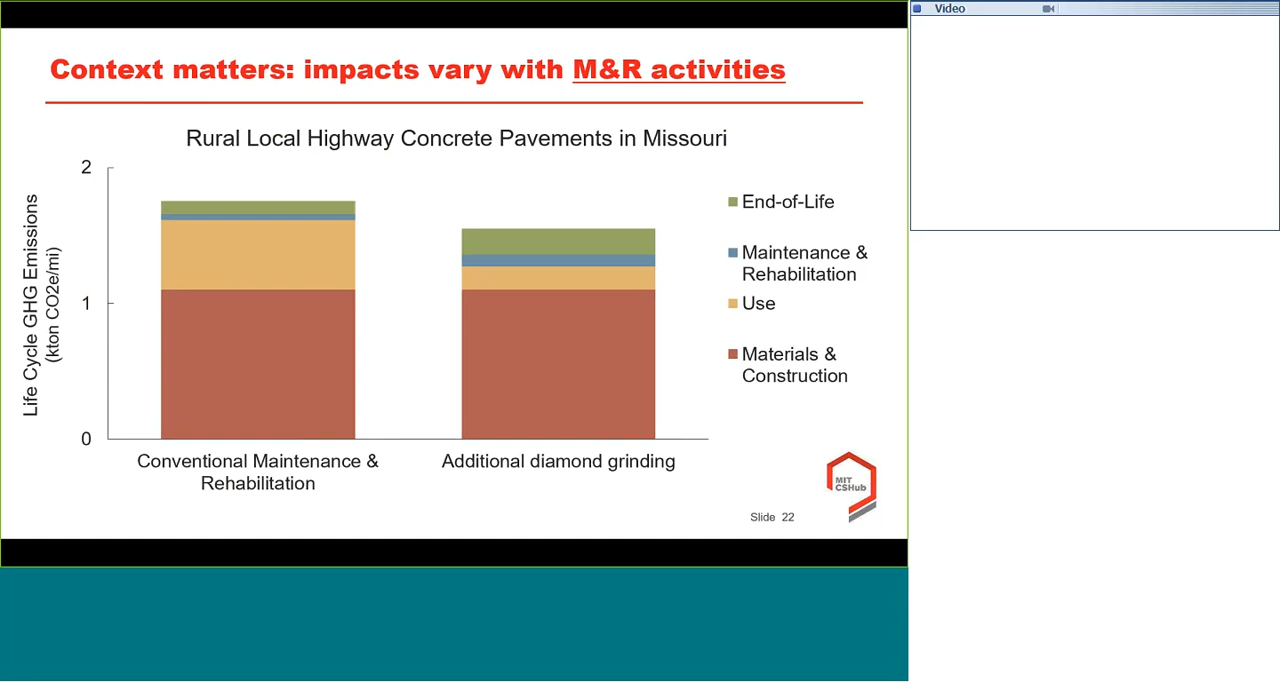 Video
Context matters: impacts vary with M&R activities
Rural Local Highway Concrete Pavements in Missouri
Life Cycle GHG Emissions
(kton CO2e/mi)
2
1
0
End-of-Life
Maintenance &
Rehabilitation
Use
Materials &
Construction
Conventional Maintenance &
Rehabilitation
Additional diamond grinding
MIT
CSHub
Slide 22